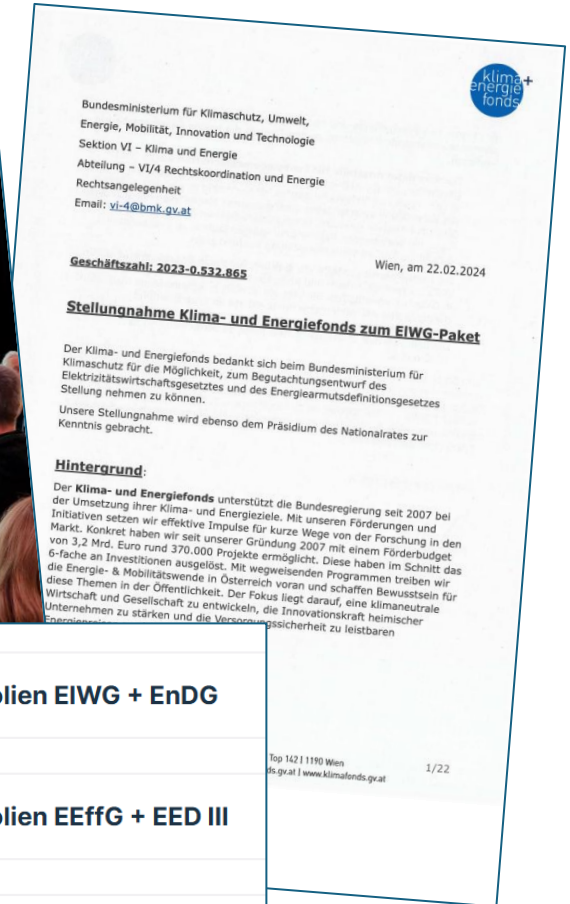 klima+
energie
fonds
Bundesministerium für Klimaschutz, Umwelt,
Energie, Mobilität, Innovation und Technologie
Sektion VI – Klima und Energie
Abteilung – VI/4 Rechtskoordination und Energie
Rechtsangelegenheit
Email: vi-4@bmk.gv.at
Geschäftszahl: 2023-0.532.865
Wien, am 22.02.2024
Stellungnahme Klima- und Energiefonds zum ElWG-Paket
Der Klima- und Energiefonds bedankt sich beim Bundesministerium für
Klimaschutz für die Möglichkeit, zum Begutachtungsentwurf des
Elektrizitätswirtschaftsgesetztes und des Energiearmutsdefinitionsgesetzes
Stellung nehmen zu können.
Unsere Stellungnahme wird ebenso dem Präsidium des Nationalrates zur
Kenntnis gebracht.
Hintergrund:
Der Klima- und Energiefonds unterstützt die Bundesregierung seit 2007 bei
der Umsetzung ihrer Klima- und Energieziele. Mit unseren Förderungen und
Initiativen setzen wir effektive Impulse für kurze Wege von der Forschung in den
Markt. Konkret haben wir seit unserer Gründung 2007 mit einem Förderbudget
von 3,2 Mrd. Euro rund 370.000 Projekte ermöglicht. Diese haben im Schnitt das
6-fache an Investitionen ausgelöst. Mit wegweisenden Programmen treiben wir
die Energie- & Mobilitätswende in Österreich voran und schaffen Bewusstsein für
diese Themen in der Öffentlichkeit. Der Fokus liegt darauf, eine klimaneutrale
Wirtschaft und Gesellschaft zu entwickeln, die Innovationskraft heimischer
Unternehmen zu stärken und die Versorgungssicherheit zu leistbaren
Top 142 | 1190 Wien
ds.gv.at | www.klimafonds.gv.at
1/22
olien ElWG + EnDG
olien EEffG + EED III